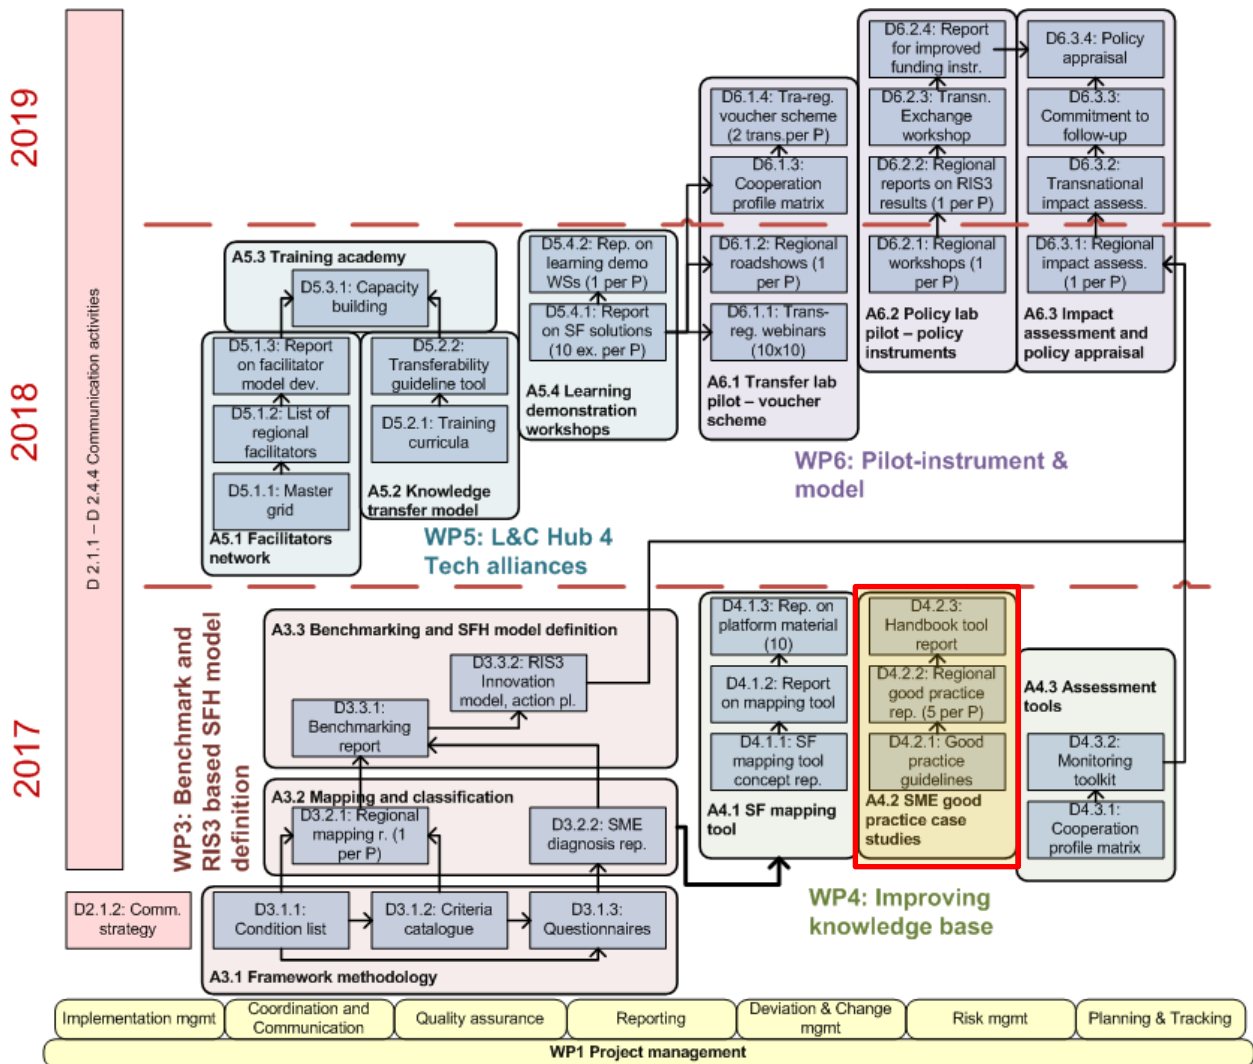 2019
2018
2017
D 2.1.1 – D 2.4.4 Communication activities
D6.2.4: Report
for improved
funding instr.
D6.3.4: Policy
appraisal
D6.1.4: Tra-reg.
voucher scheme
(2 trans.per P)
D6.2.3: Transn.
Exchange
workshop
D6.3.3:
Commitment to
follow-up
D6.1.3:
Cooperation
profile matrix
D6.2.2: Regional
reports on RIS3
results (1 per P)
D6.3.2:
Transnational
impact assess.
A5.3 Training academy
D5.3.1: Capacity
building
D5.4.2: Rep. on
learning demo
WSs (1 per P)
D6.1.2: Regional
roadshows (1
per P)
D6.2.1: Regional
workshops (1
per P)
D6.3.1: Regional
impact assess.
(1 per P)
D5.1.3: Report
on facilitator
model dev.
D5.2.2:
Transferability
guideline tool
D5.4.1: Report
on SF solutions
(10 ex. per P)
D6.1.1: Trans-
reg. webinars
(10x10)
A6.2 Policy lab
pilot – policy
instruments
A6.3 Impact
assessment and
policy appraisal
D5.1.2: List of
regional
facilitators
D5.2.1: Training
curricula
A5.4 Learning
demonstration
workshops
A6.1 Transfer lab
pilot – voucher
scheme
D5.1.1: Master
grid
A5.2 Knowledge
transfer model
A5.1 Facilitators
network
WP5: L&C Hub 4
Tech alliances
WP6: Pilot-instrument &
model
WP3: Benchmark and
RIS3 based SFH model
definition
A3.3 Benchmarking and SFH model definition
D3.3.2: RIS3
Innovation
model, action pl.
D3.3.1:
Benchmarking
report
A3.2 Mapping and classification
D3.2.1: Regional
mapping r. (1
per P)
D3.2.2: SME
diagnosis rep.
D4.1.3: Rep. on
platform material
(10)
D4.1.2: Report
on mapping tool
D4.1.1: SF
mapping tool
concept rep.
A4.1 SF mapping
tool
D4.2.3:
Handbook tool
report
D4.2.2: Regional
good practice
rep. (5 per P)
D4.2.1: Good
practice
guidelines
A4.2 SME good
practice case
studies
A4.3 Assessment
tools
D4.3.2:
Monitoring
toolkit
D4.3.1:
Cooperation
profile matrix
WP4: Improving
knowledge base
D2.1.2: Comm.
strategy
D3.1.1:
Condition list
D3.1.2: Criteria
catalogue
D3.1.3:
Questionnaires
A3.1 Framework methodology
Implementation mgmt
Coordination and
Communication
Quality assurance
Reporting
Deviation & Change
mgmt
Risk mgmt
Planning & Tracking
WP1 Project management